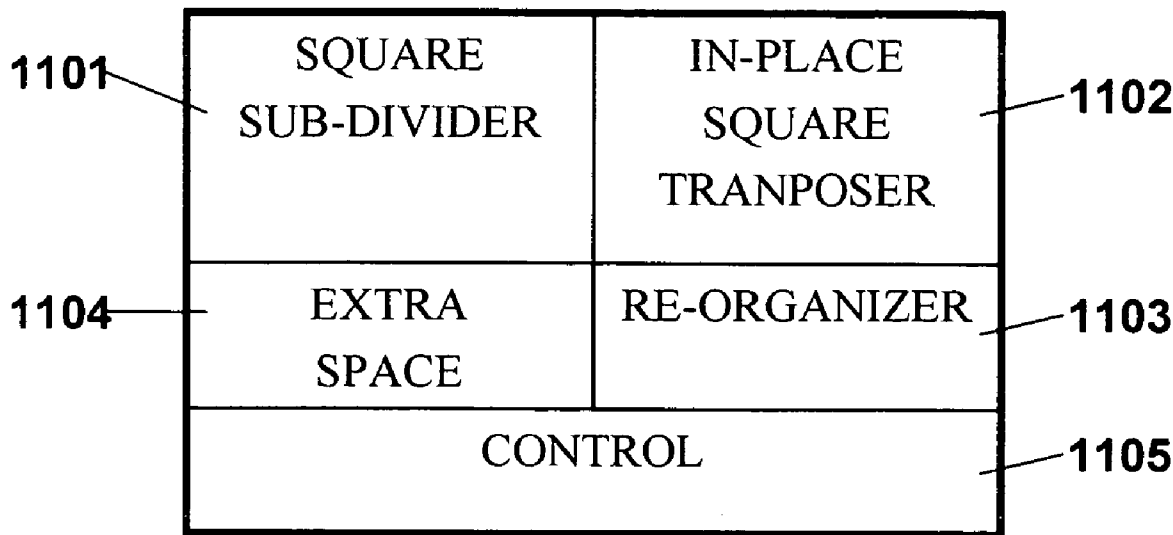 1101
SQUARE
SUB-DIVIDER
IN-PLACE
SQUARE
TRANPOSER
1102
1104
EXTRA
SPACE
RE-ORGANIZER
1103
CONTROL
1105